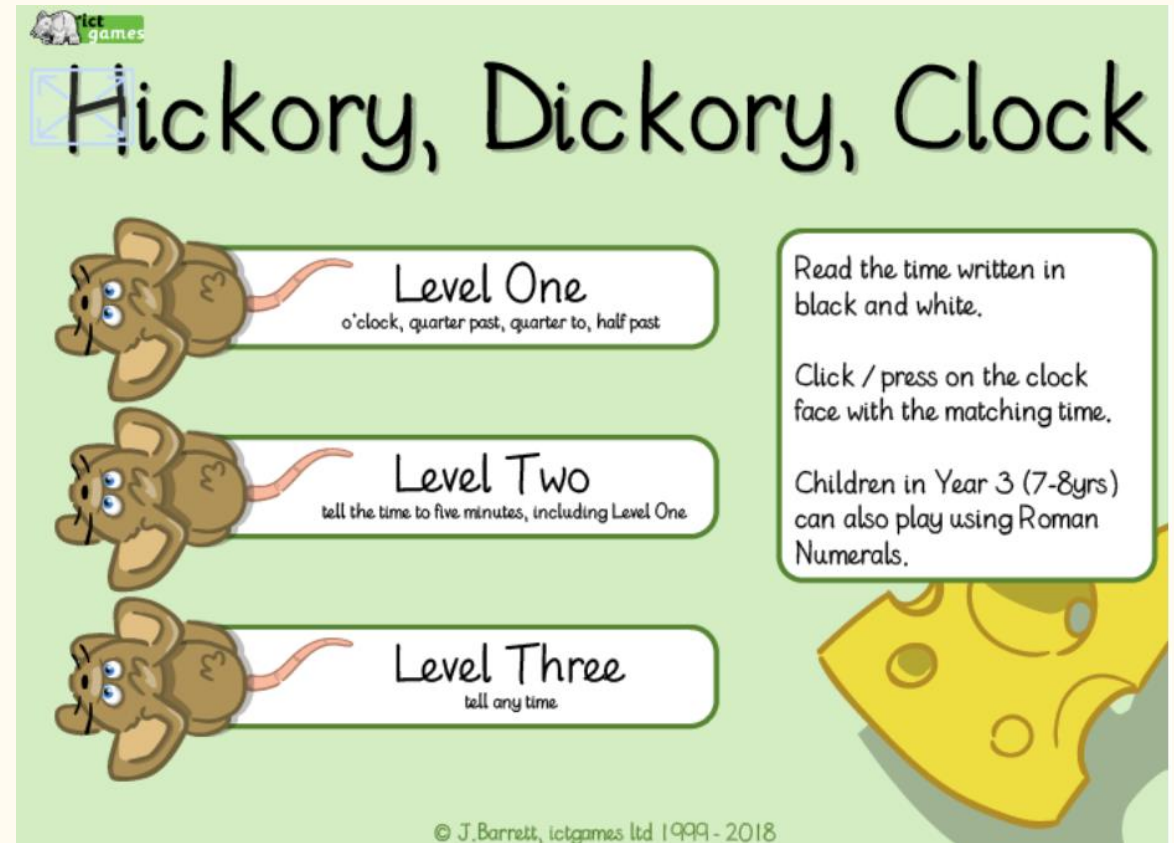 ict
games
Hickory, Dickory, Clock
Level One
o'clock, quarter past, quarter to, half past
Level Two
tell the time to five minutes, including Level One
Level Three
tell any time
Read the time written in
black and white.
Click / press on the clock
face with the matching time.
Children in Year 3 (7-8yrs)
can also play using Roman
Numerals.
© J.Barrett, ictgames ltd 1999 - 2018